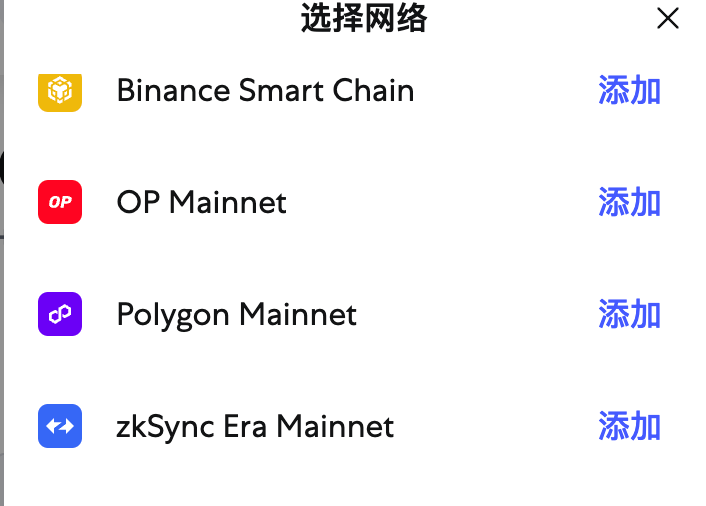 选择网络
Binance Smart Chain 添加
OP OP Mainnet 添加
Polygon Mainnet 添加
zkSync Era Mainnet 添加